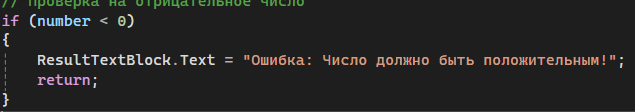 // Проверка на отрицательное число
if (number < 0)
{
ResultTextBlock.Text = "Ошибка: Число должно быть положительным!";
return;
}